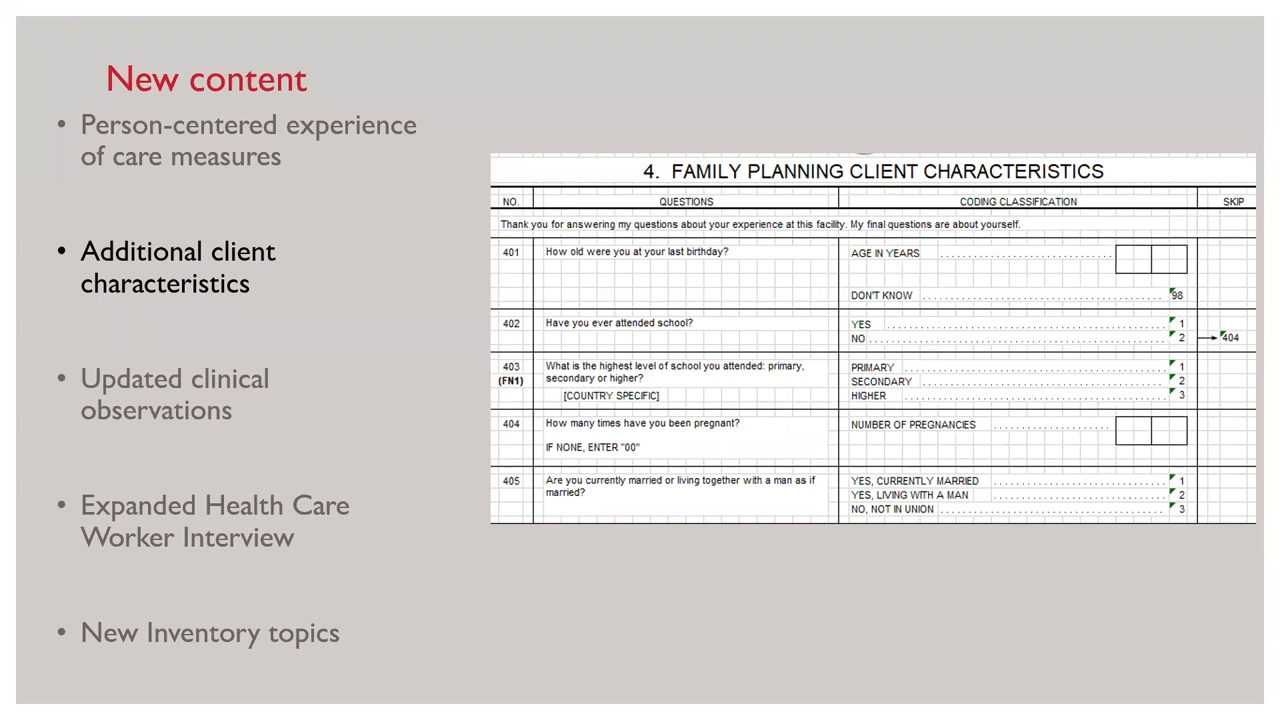 New content
• Person-centered experience
of care measures
• Additional client
characteristics
• Updated clinical
observations
• Expanded Health Care
Worker Interview
• New Inventory topics
4. FAMILY PLANNING CLIENT CHARACTERISTICS
NO. QUESTIONS CODING CLASSIFICATION SKIP
Thank you for answering my questions about your experience at this facility. My final questions are about yourself.
401 How old were you at your last birthday? AGE IN YEARS
DON'T KNOW 98
402 Have you ever attended school? YES 1
NO 2 404
403 What is the highest level of school you attended: primary, PRIMARY 1
(FN1) secondary or higher? SECONDARY 2
[COUNTRY SPECIFIC] HIGHER 3
404 How many times have you been pregnant? NUMBER OF PREGNANCIES
IF NONE, ENTER "00"
405 Are you currently married or living together with a man as if YES, CURRENTLY MARRIED 1
married? YES, LIVING WITH A MAN 2
NO, NOT IN UNION 3